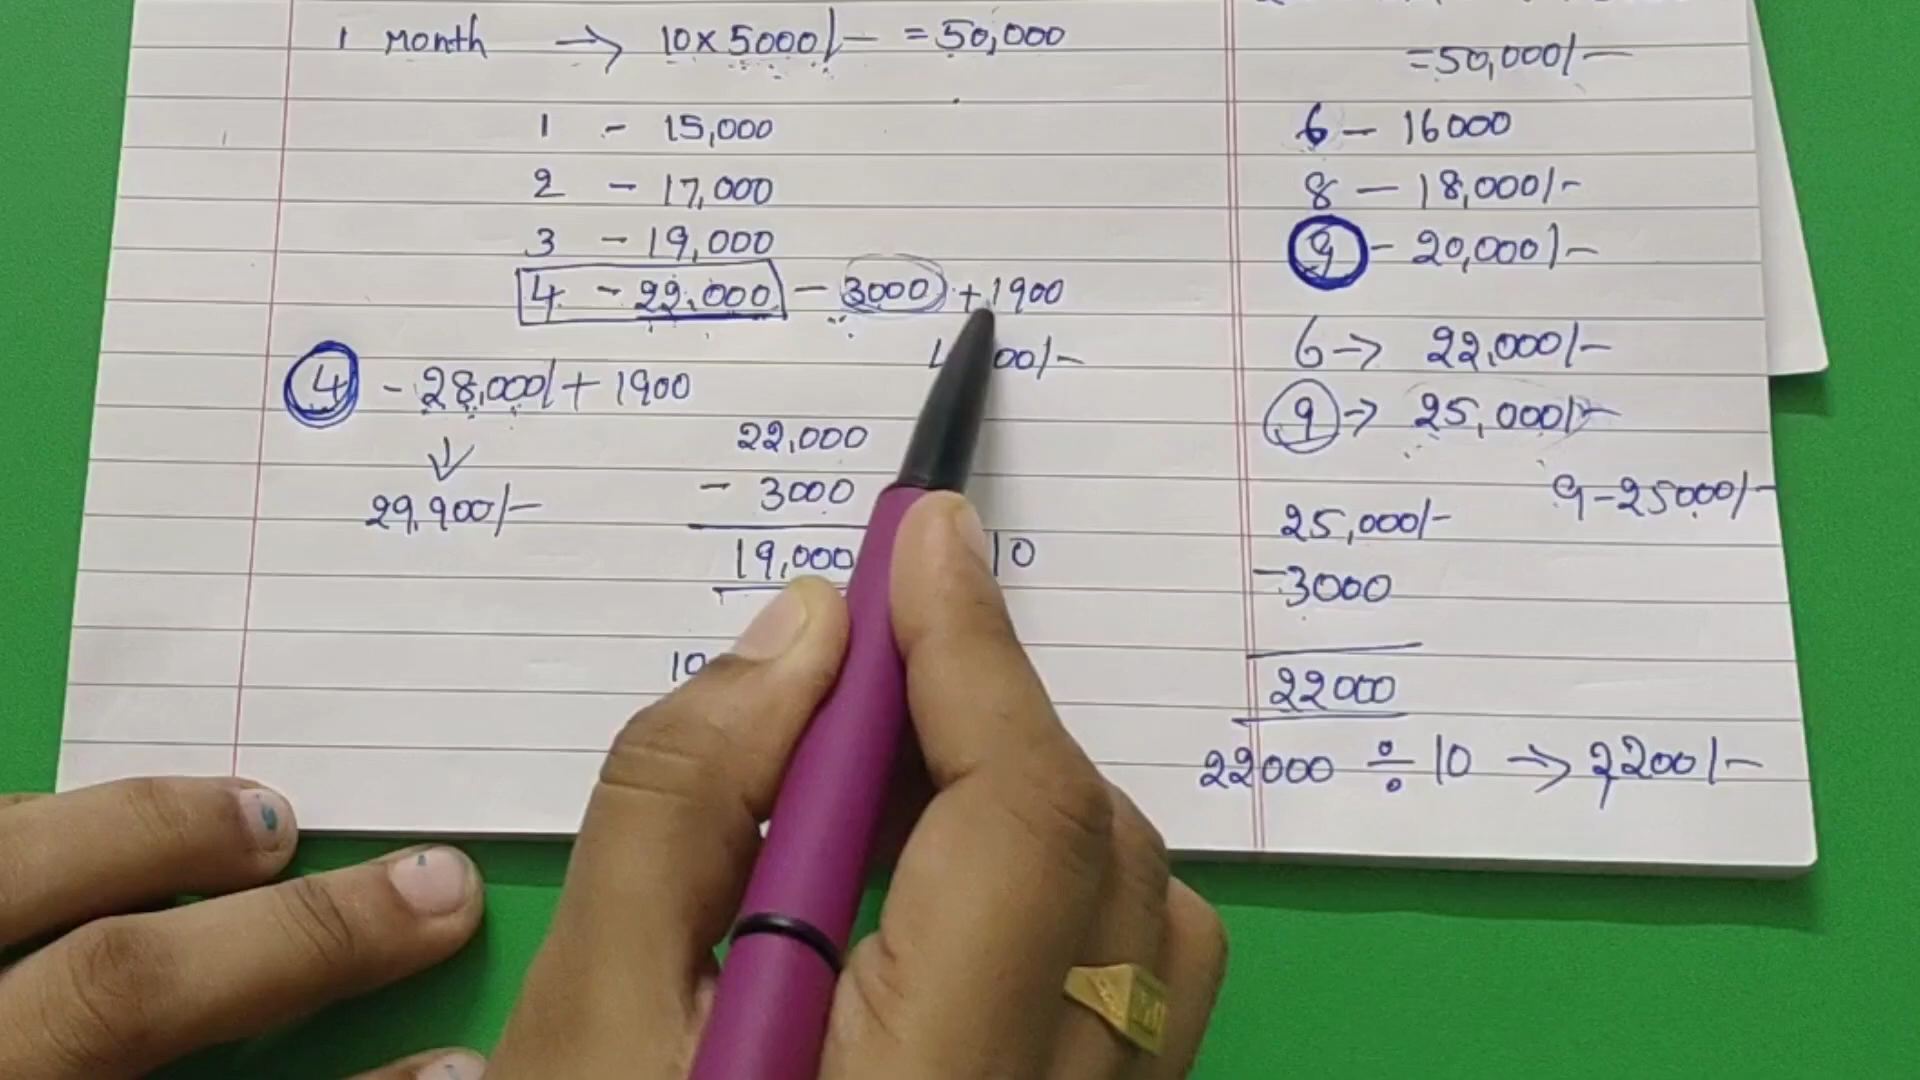 1 Month → 10 × 5000/- = 50,000
1 - 15,000
2 - 17,000
3 - 19,000
4 - 22,000 - 3000 + 1900
4 - 28,000/ + 1900
↓
29,900/-
22,000
- 3000
19,000
10
10
= 50,000/-
6 - 16000
8 - 18,000/-
9 - 20,000/-
6 → 22,000/-
9 → 25,000/-
9 - 25000/-
25,000/-
- 3000
22000
22000 ÷ 10 → 2200/-